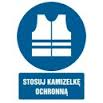 STOSUJ KAMIZELKĘ
OCHRONNĄ